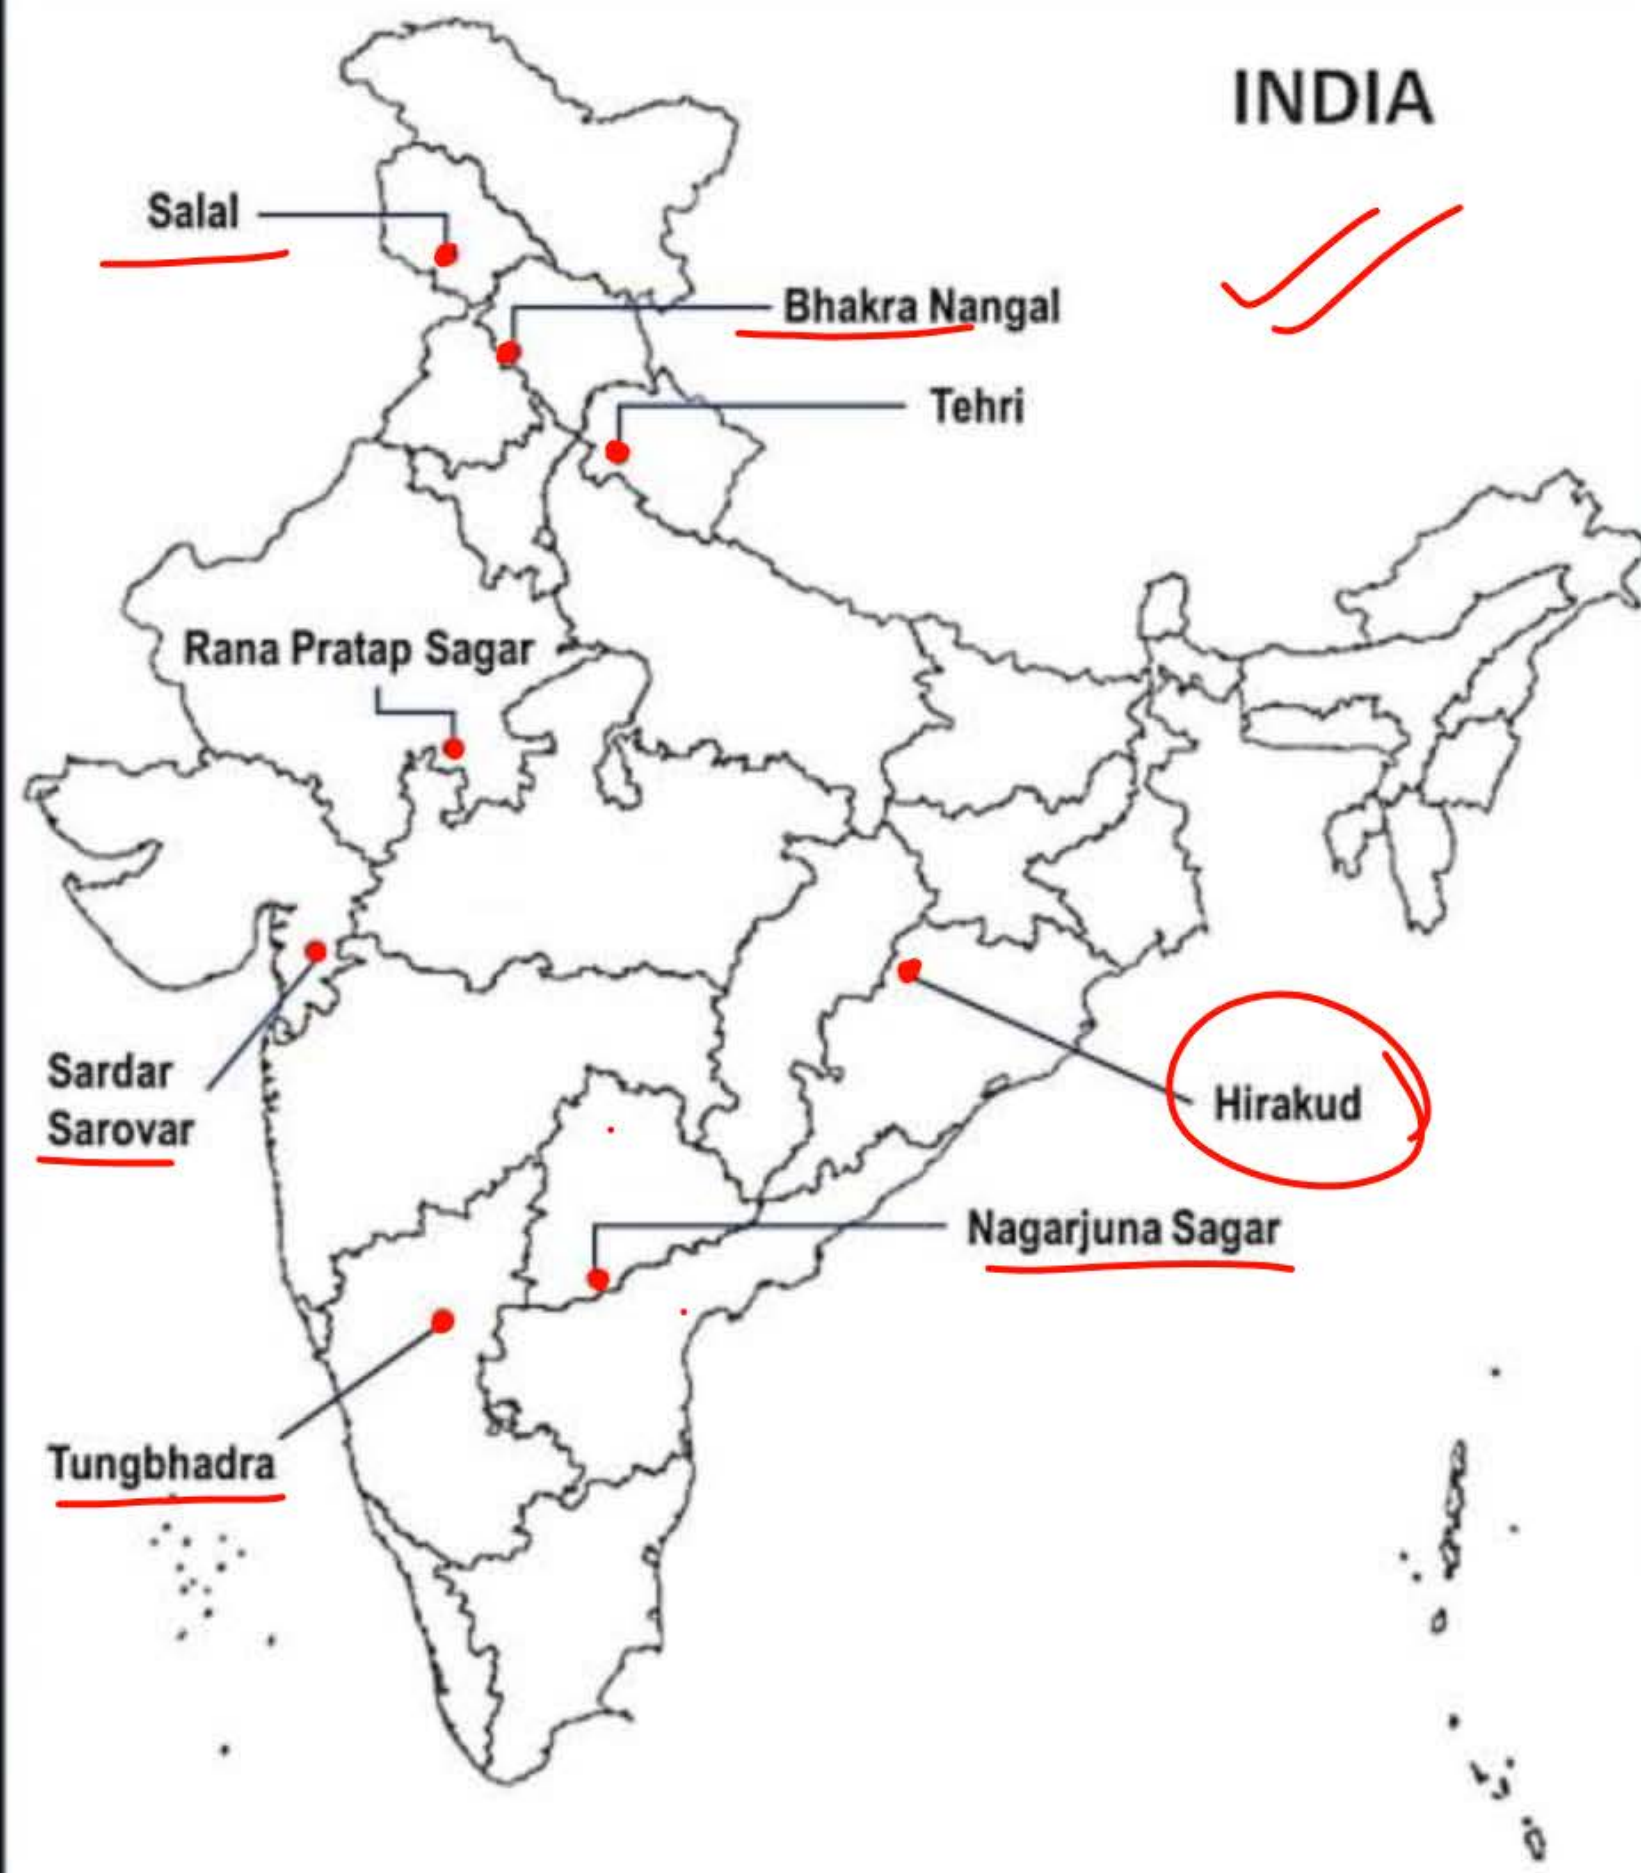 INDIA
Salal
Bhakra Nangal
Tehri
Rana Pratap Sagar
Sardar
Sarovar
Hirakud
Nagarjuna Sagar
Tungbhadra